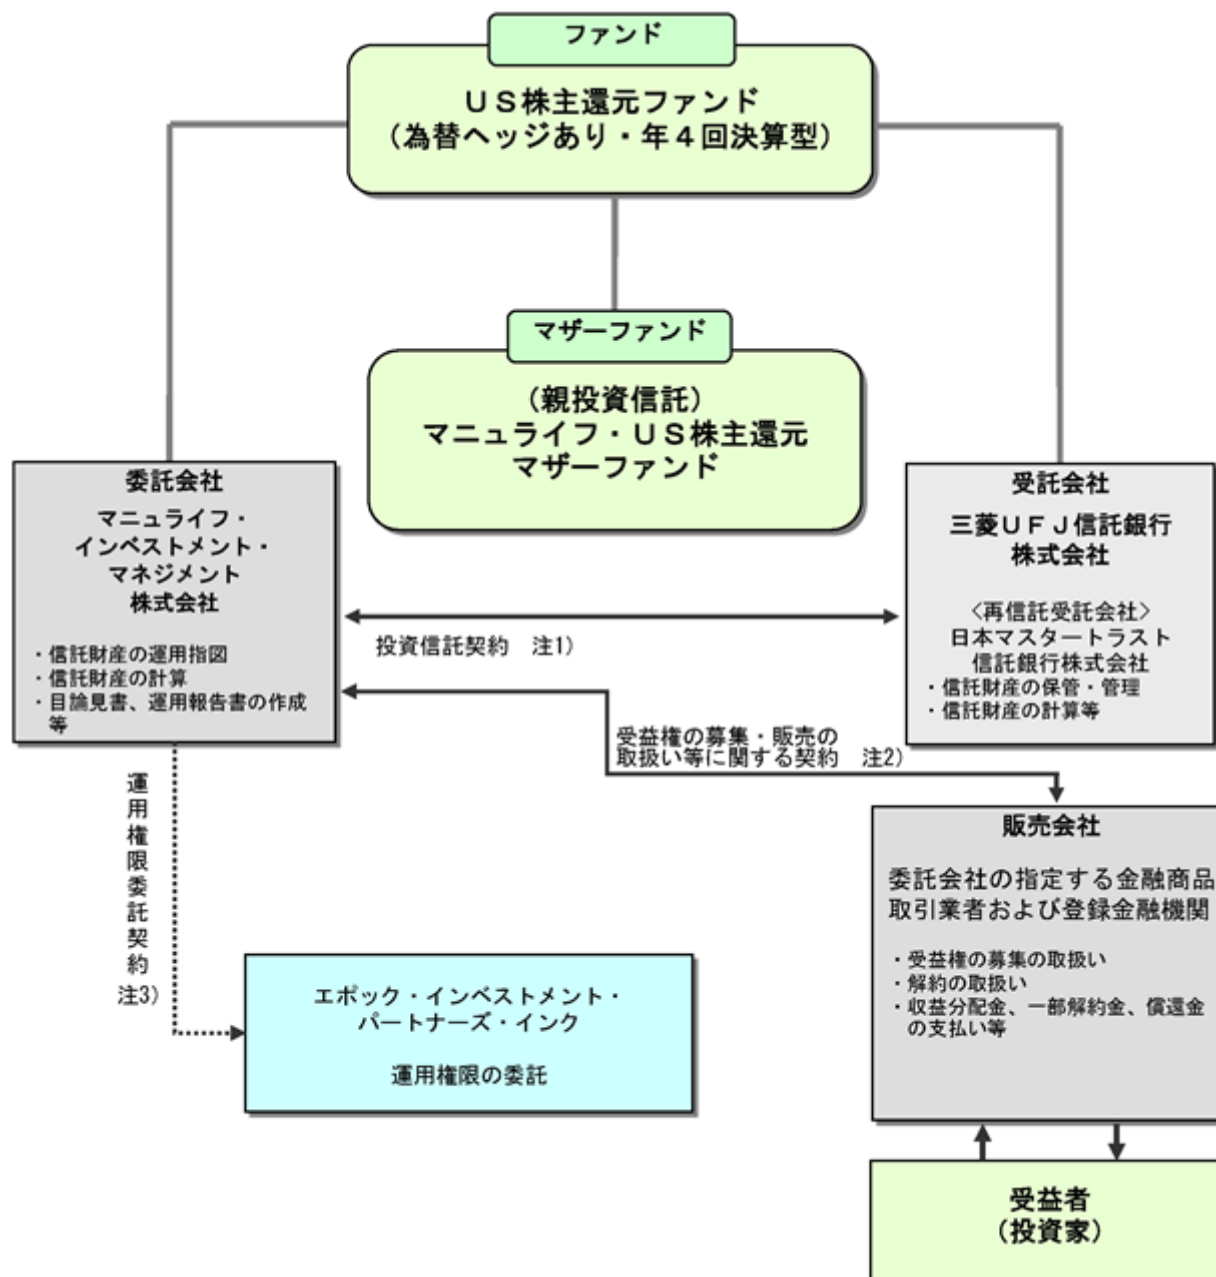 ファンド
ＵＳ株主還元ファンド
（為替ヘッジあり・年４回決算型）
マザーファンド
（親投資信託）
マニュライフ・ＵＳ株主還元
マザーファンド
委託会社
マニュライフ・
インベストメント・
マネジメント
株式会社
・信託財産の運用指図
・信託財産の計算
・目論見書、運用報告書の作成
等
受託会社
三菱ＵＦＪ信託銀行
株式会社
〈再信託受託会社〉
日本マスタートラスト
信託銀行株式会社
・信託財産の保管・管理
・信託財産の計算等
投資信託契約　注1）
受益権の募集・販売の
取扱い等に関する契約　注2）
運用権限委託契約
注3）
エポック・インベストメント・
パートナーズ・インク
運用権限の委託
販売会社
委託会社の指定する金融商品
取引業者および登録金融機関
・受益権の募集の取扱い
・解約の取扱い
・収益分配金、一部解約金、償還金
の支払い等
受益者
（投資家）